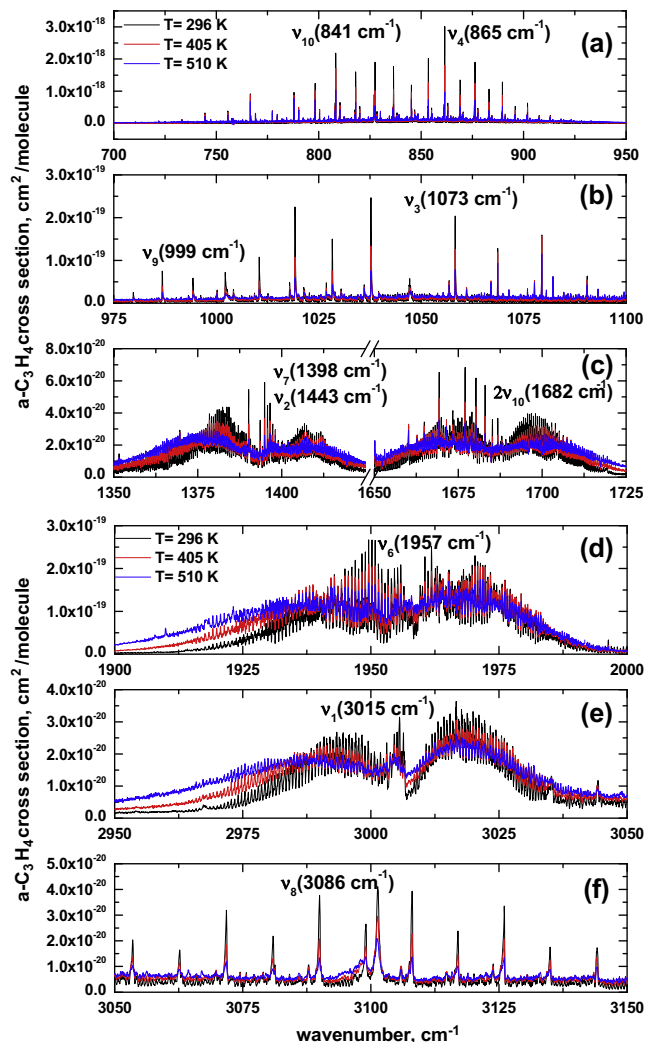 T= 296 K
T= 405 K
T= 510 K
ν10(841 cm-1)
ν4(865 cm-1)
(a)
3.0x10-18
2.0x10-18
1.0x10-18
0.0
700 750 800 850 900 950
a-C3H4 cross section, cm2/molecule
(b)
ν3(1073 cm-1)
ν9(999 cm-1)
3.0x10-19
2.0x10-19
1.0x10-19
0.0
975 1000 1025 1050 1075 1100
(c)
ν7(1398 cm-1)
ν2(1443 cm-1)
2ν10(1682 cm-1)
8.0x10-20
6.0x10-20
4.0x10-20
2.0x10-20
0.0
1350 1375 1400 1650 1675 1700 1725
T= 296 K
T= 405 K
T= 510 K
ν6(1957 cm-1)
(d)
3.0x10-19
2.0x10-19
1.0x10-19
0.0
1900 1925 1950 1975 2000
a-C3H4 cross section, cm2/molecule
ν1(3015 cm-1)
(e)
4.0x10-20
3.0x10-20
2.0x10-20
1.0x10-20
0.0
2950 2975 3000 3025 3050
ν8(3086 cm-1)
(f)
5.0x10-20
4.0x10-20
3.0x10-20
2.0x10-20
1.0x10-20
0.0
3050 3075 3100 3125 3150
wavenumber, cm-1